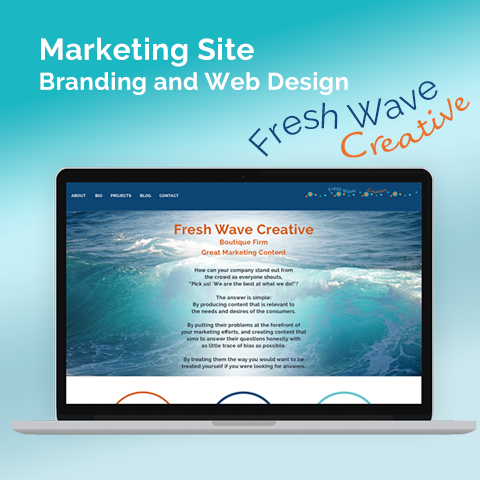 Marketing Site
Branding and Web Design
Fresh Wave
Creative
ABOUT BIO PROJECTS BLOG CONTACT
Fresh Wave Creative
Fresh Wave Creative
Boutique Firm
Great Marketing Content
How can your company stand out from
the crowd as everyone shouts,
"Pick us! We are the best at what we do!"?
The answer is simple:
By producing content that is relevant to
the needs and desires of the consumers.
By putting their problems at the forefront of
your marketing efforts, and creating content that
aims to answer their questions honestly with
as little trace of bias as possible.
By treating them the way you would want to be
treated yourself if you were looking for answers.